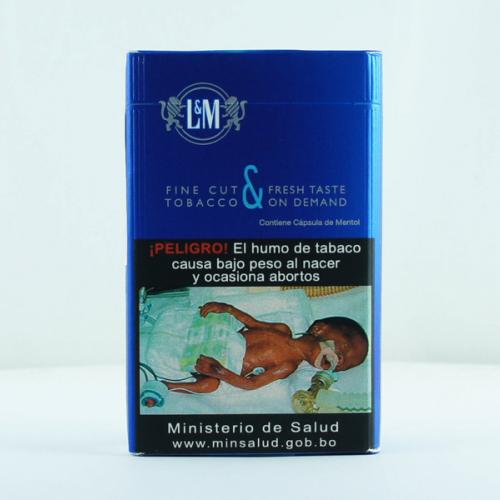 L&M
FINE CUT & FRESH TASTE
TOBACCO ON DEMAND
Contiene Cápsula de Mentol
¡PELIGRO! El humo de tabaco
causa bajo peso al nacer
y ocasiona abortos
Ministerio de Salud
www.minsalud.gob.bo